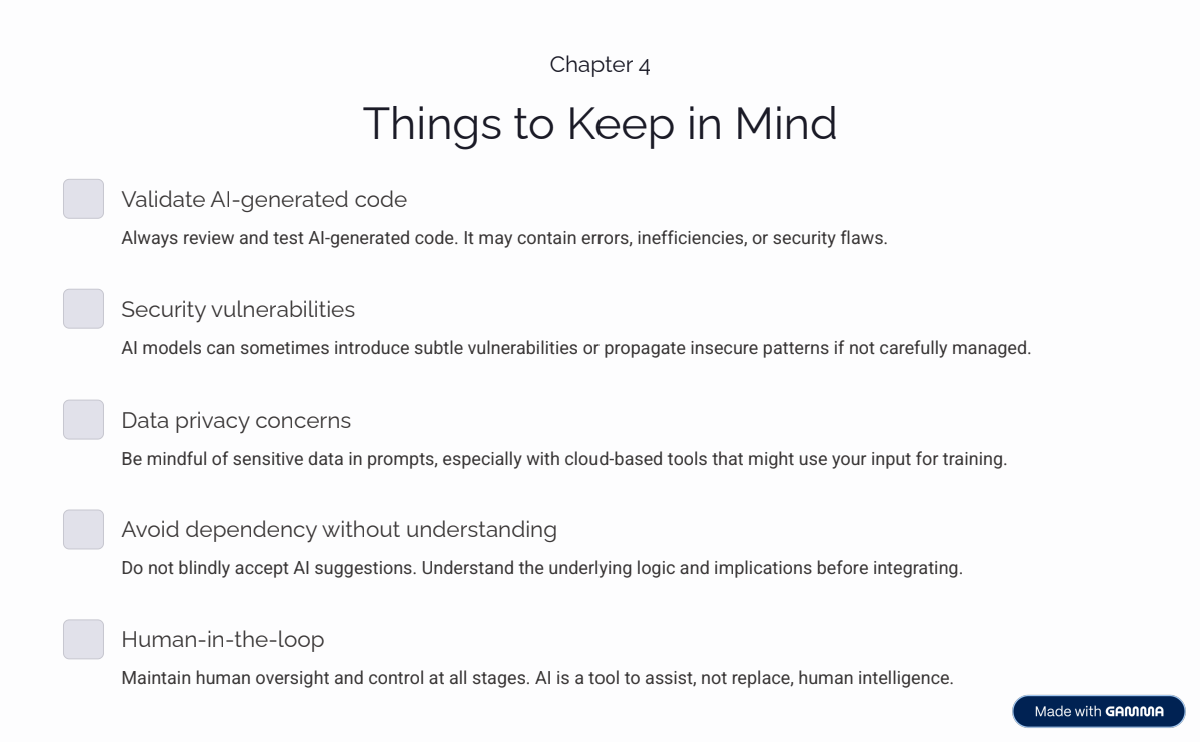 Chapter 4
Things to Keep in Mind
Validate AI-generated code
Always review and test AI-generated code. It may contain errors, inefficiencies, or security flaws.
Security vulnerabilities
AI models can sometimes introduce subtle vulnerabilities or propagate insecure patterns if not carefully managed.
Data privacy concerns
Be mindful of sensitive data in prompts, especially with cloud-based tools that might use your input for training.
Avoid dependency without understanding
Do not blindly accept AI suggestions. Understand the underlying logic and implications before integrating.
Human-in-the-loop
Maintain human oversight and control at all stages. AI is a tool to assist, not replace, human intelligence.
Made with GAMMA